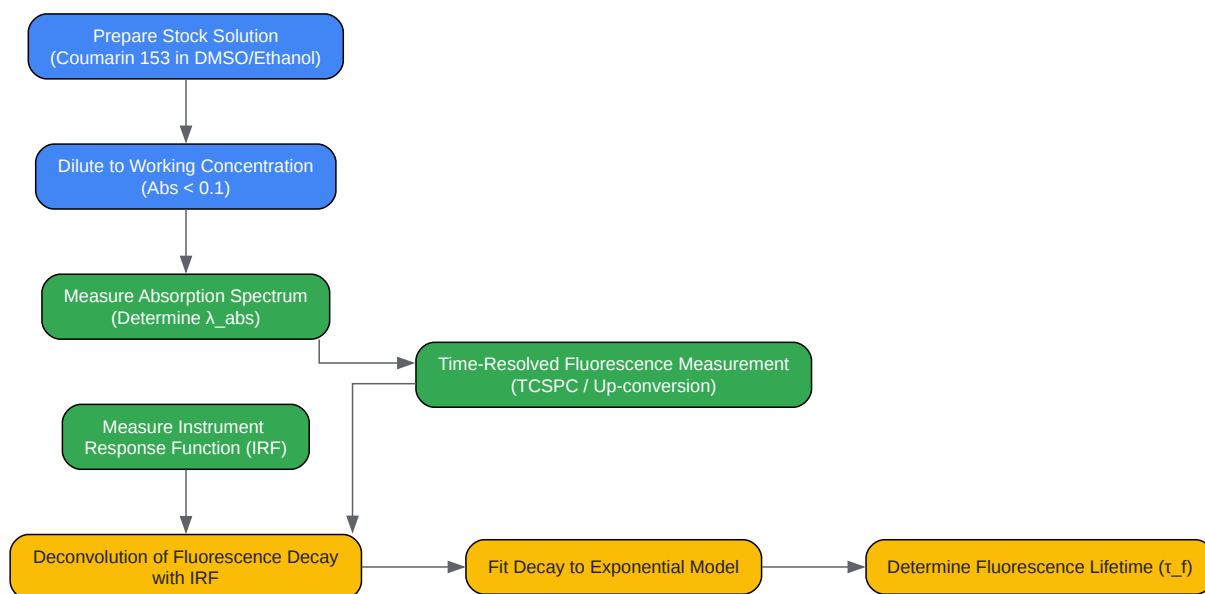 Prepare Stock Solution
(Coumarin 153 in DMSO/Ethanol)
Dilute to Working Concentration
(Abs < 0.1)
Measure Absorption Spectrum
(Determine λ_abs)
Time-Resolved Fluorescence Measurement
(TCSPC / Up-conversion)
Measure Instrument
Response Function (IRF)
Deconvolution of Fluorescence Decay
with IRF
Fit Decay to Exponential Model
Determine Fluorescence Lifetime (τ_f)